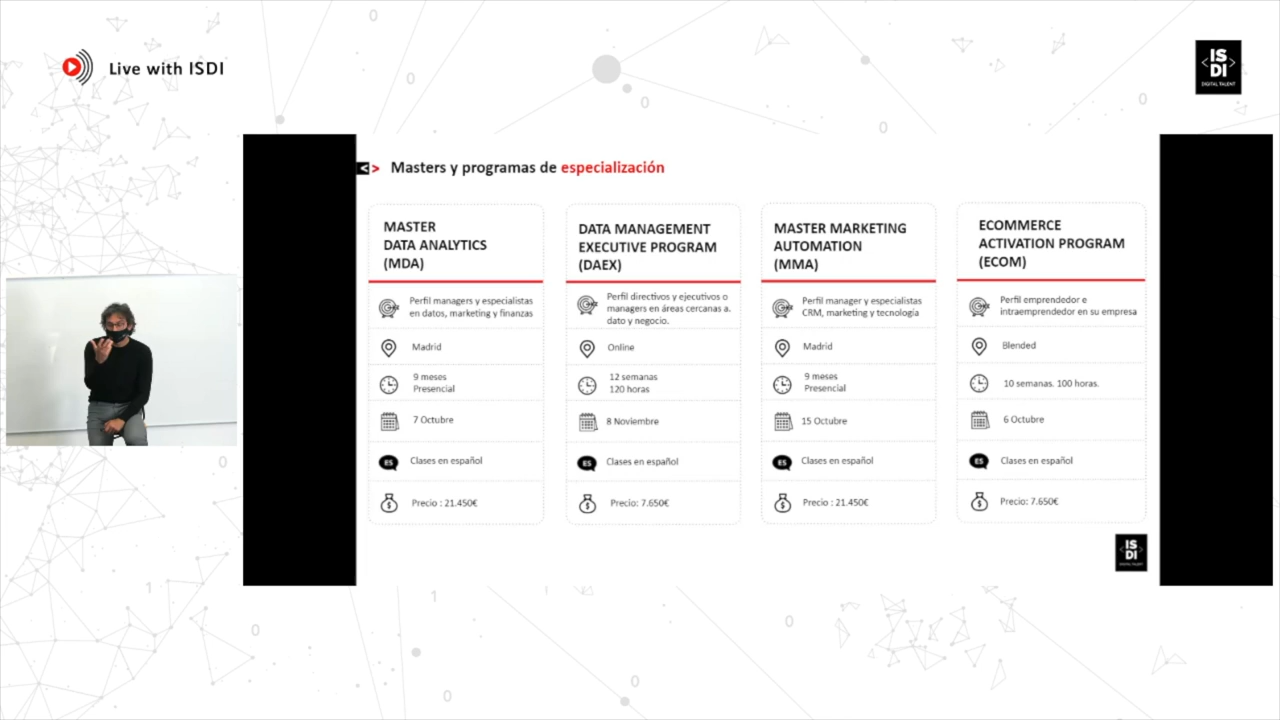 Live with ISDI
IS
DI
DIGITAL TALENT
Masters y programas de especialización
MASTER
DATA ANALYTICS
(MDA)
Perfil managers y especialistas
en datos, marketing y finanzas
Madrid
9 meses
Presencial
7 Octubre
ES
Clases en español
Precio : 21.450€
DATA MANAGEMENT
EXECUTIVE PROGRAM
(DAEX)
Perfil directivos y ejecutivos o
managers en áreas cercanas a.
dato y negocio.
Online
12 semanas
120 horas
8 Noviembre
ES
Clases en español
Precio: 7.650€
MASTER MARKETING
AUTOMATION
(MMA)
Perfil manager y especialistas
CRM, marketing y tecnología
Madrid
9 meses
Presencial
15 Octubre
ES
Clases en español
Precio : 21.450€
ECOMMERCE
ACTIVATION PROGRAM
(ECOM)
Perfil emprendedor e
intraemprendedor en su empresa
Blended
10 semanas. 100 horas.
6 Octubre
ES
Clases en español
Precio: 7.650€
IS
DI